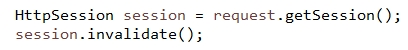 HttpSession session = request.getSession();
session.invalidate();